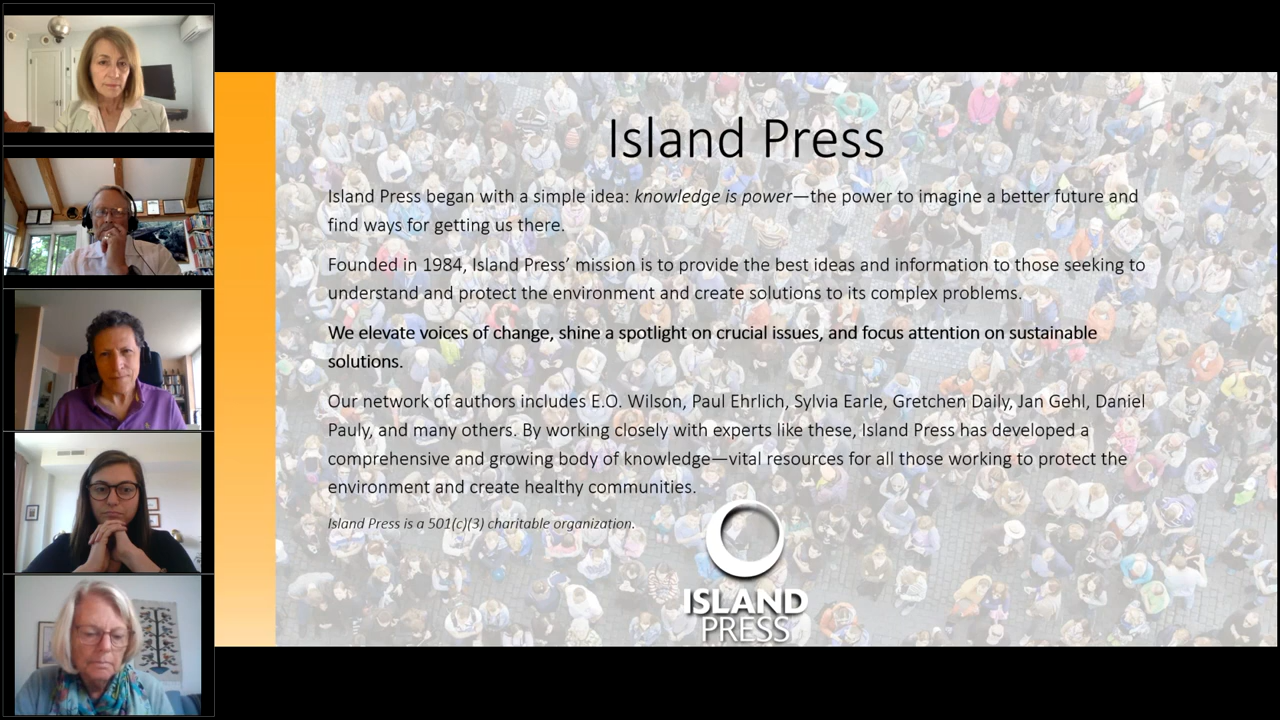 Island Press
Island Press began with a simple idea: knowledge is power—the power to imagine a better future and
find ways for getting us there.
Founded in 1984, Island Press’ mission is to provide the best ideas and information to those seeking to
understand and protect the environment and create solutions to its complex problems.
We elevate voices of change, shine a spotlight on crucial issues, and focus attention on sustainable
solutions.
Our network of authors includes E.O. Wilson, Paul Ehrlich, Sylvia Earle, Gretchen Daily, Jan Gehl, Daniel
Pauly, and many others. By working closely with experts like these, Island Press has developed a
comprehensive and growing body of knowledge—vital resources for all those working to protect the
environment and create healthy communities.
Island Press is a 501(c)(3) charitable organization.
ISLAND
PRESS